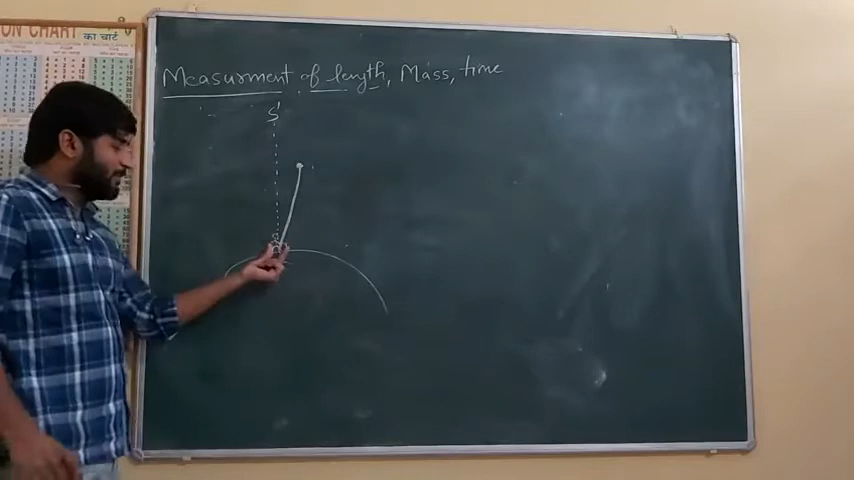 ON CHART का चार्ट
Measurment of length, Mass, time
S'